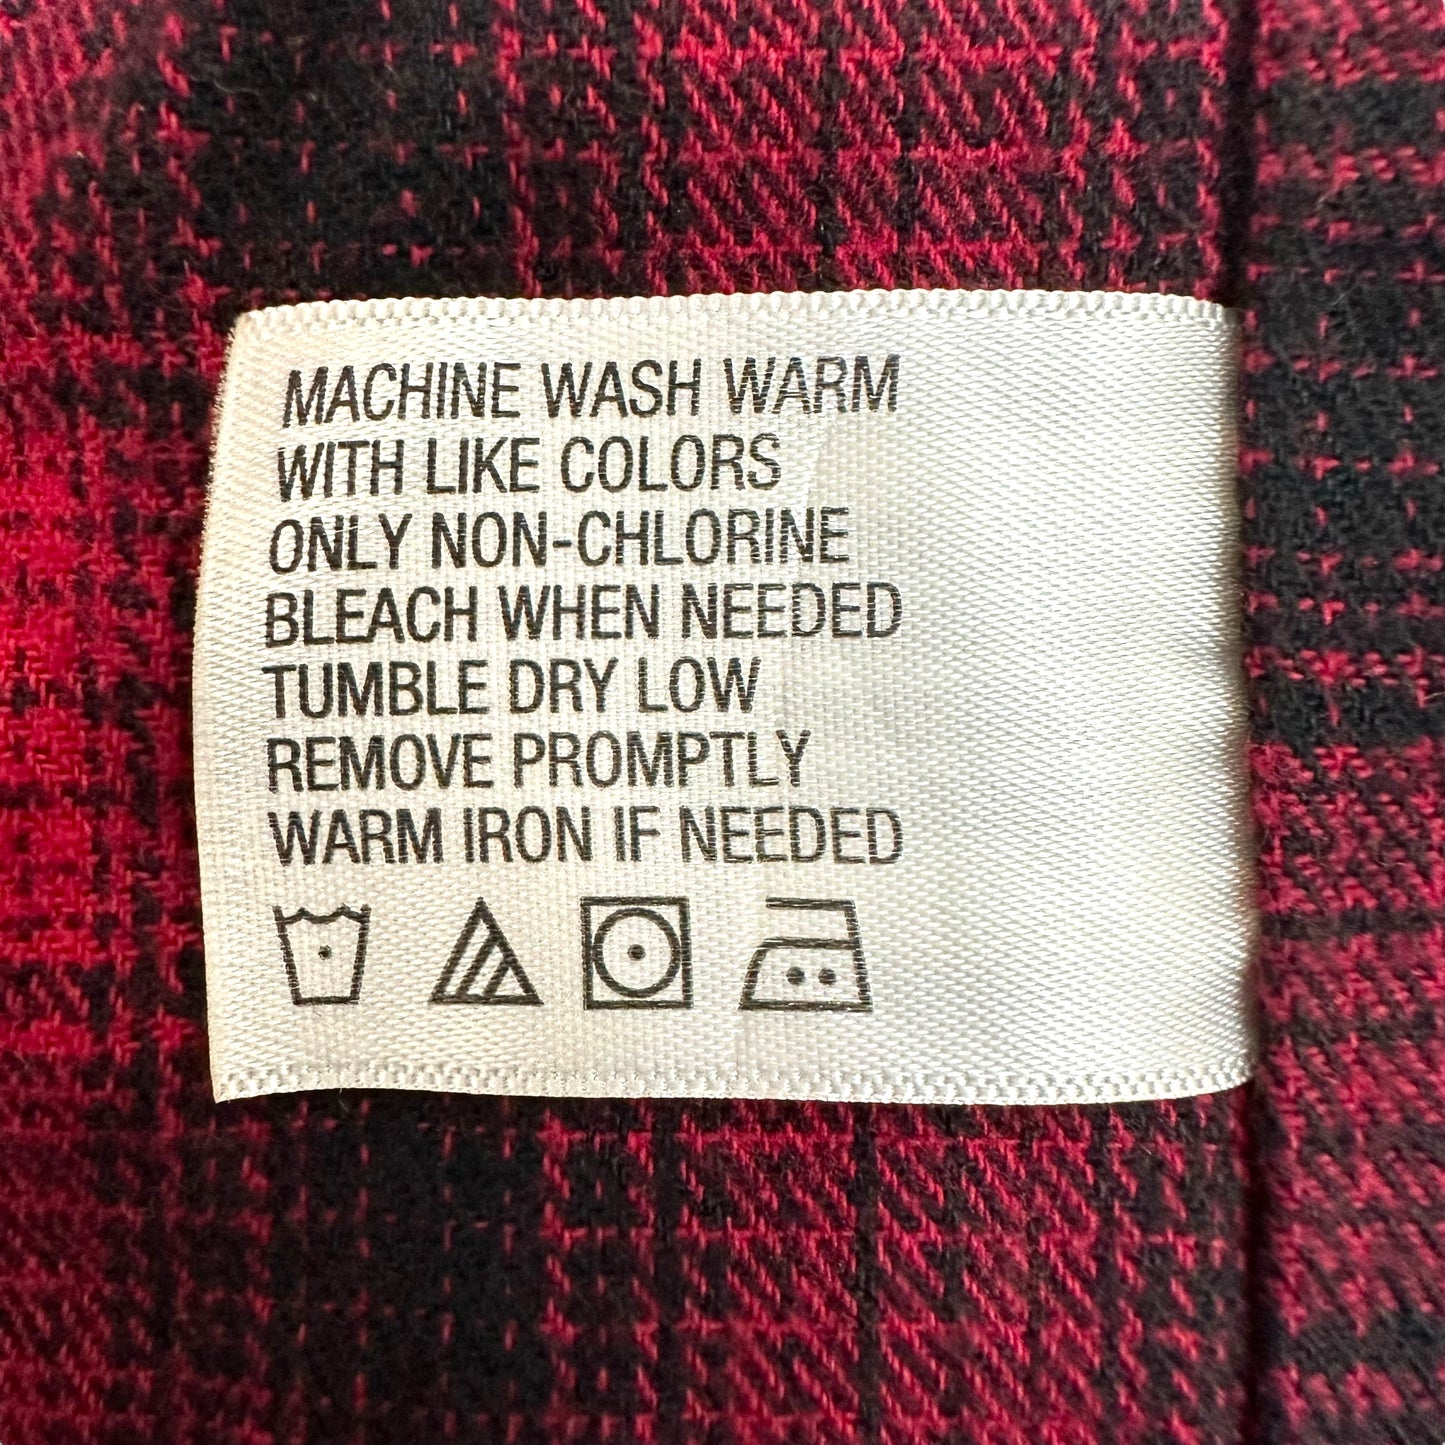 MACHINE WASH WARM
WITH LIKE COLORS
ONLY NON-CHLORINE
BLEACH WHEN NEEDED
TUMBLE DRY LOW
REMOVE PROMPTLY
WARM IRON IF NEEDED